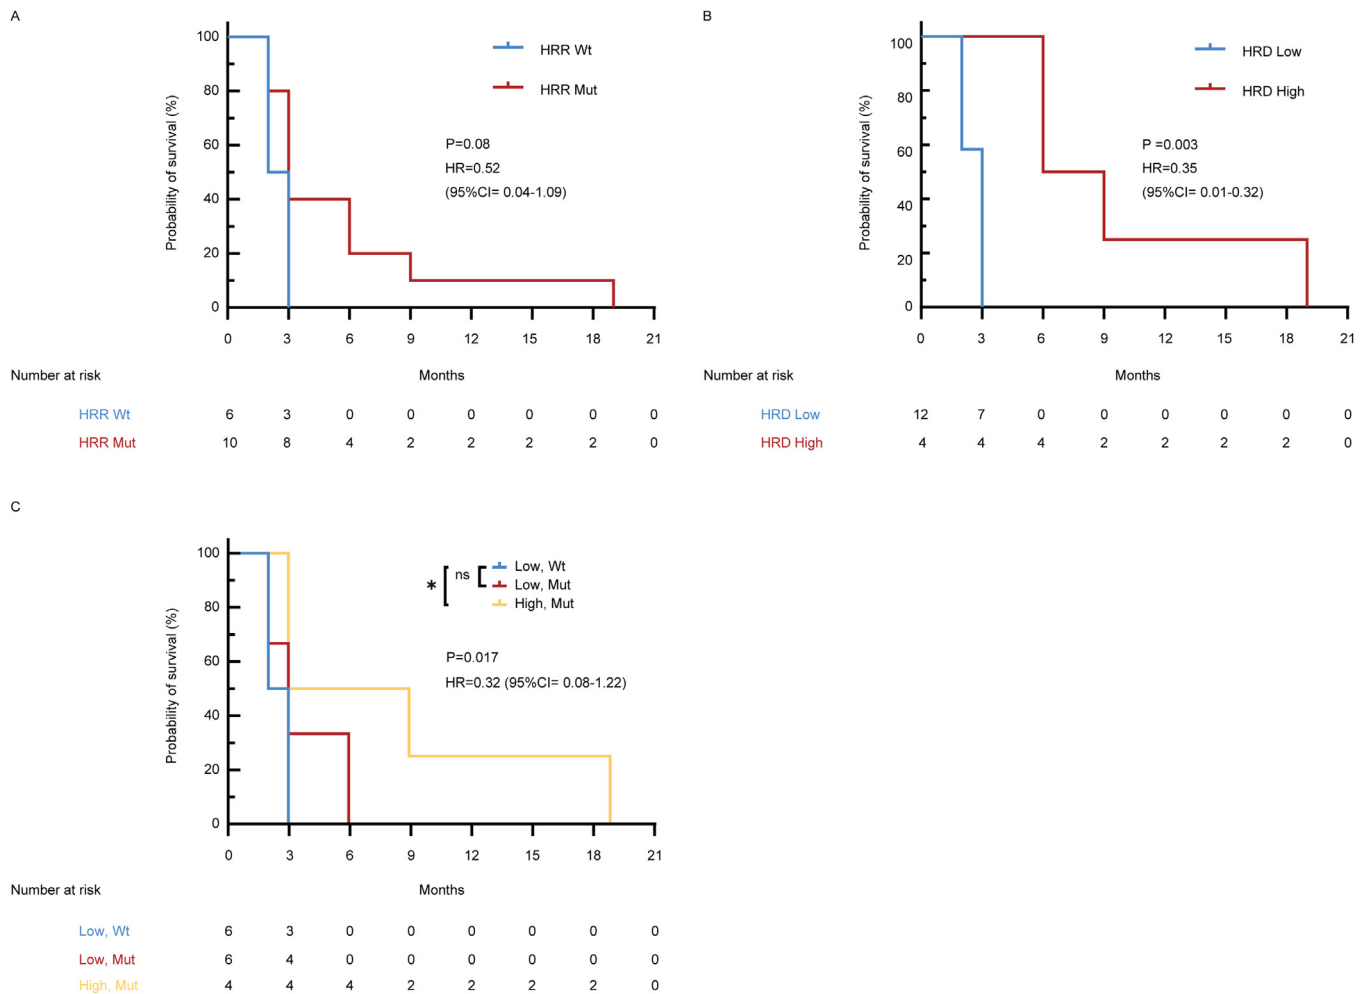 A
Probability of survival (%)
100
80
60
40
20
0
HRR Wt
HRR Mut
P=0.08
HR=0.52
(95%CI= 0.04-1.09)
0 3 6 9 12 15 18 21
Number at risk Months
HRR Wt 6 3 0 0 0 0 0 0
HRR Mut 10 8 4 2 2 2 2 0
B
Probability of survival (%)
100
80
60
40
20
0
HRD Low
HRD High
P =0.003
HR=0.35
(95%CI= 0.01-0.32)
0 3 6 9 12 15 18 21
Number at risk Months
HRD Low 12 7 0 0 0 0 0 0
HRD High 4 4 4 2 2 2 2 0
C
Probability of survival (%)
100
80
60
40
20
0
Low, Wt
* ns Low, Mut
High, Mut
P=0.017
HR=0.32 (95%CI= 0.08-1.22)
0 3 6 9 12 15 18 21
Number at risk Months
Low, Wt 6 3 0 0 0 0 0 0
Low, Mut 6 4 0 0 0 0 0 0
High, Mut 4 4 4 2 2 2 2 0